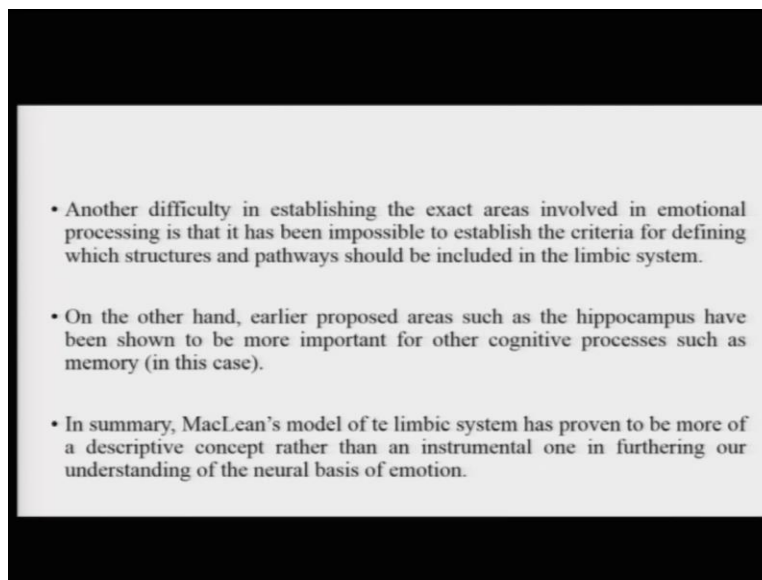 • Another difficulty in establishing the exact areas involved in emotional
processing is that it has been impossible to establish the criteria for defining
which structures and pathways should be included in the limbic system.
• On the other hand, earlier proposed areas such as the hippocampus have
been shown to be more important for other cognitive processes such as
memory (in this case).
• In summary, MacLean's model of te limbic system has proven to be more of
a descriptive concept rather than an instrumental one in furthering our
understanding of the neural basis of emotion.